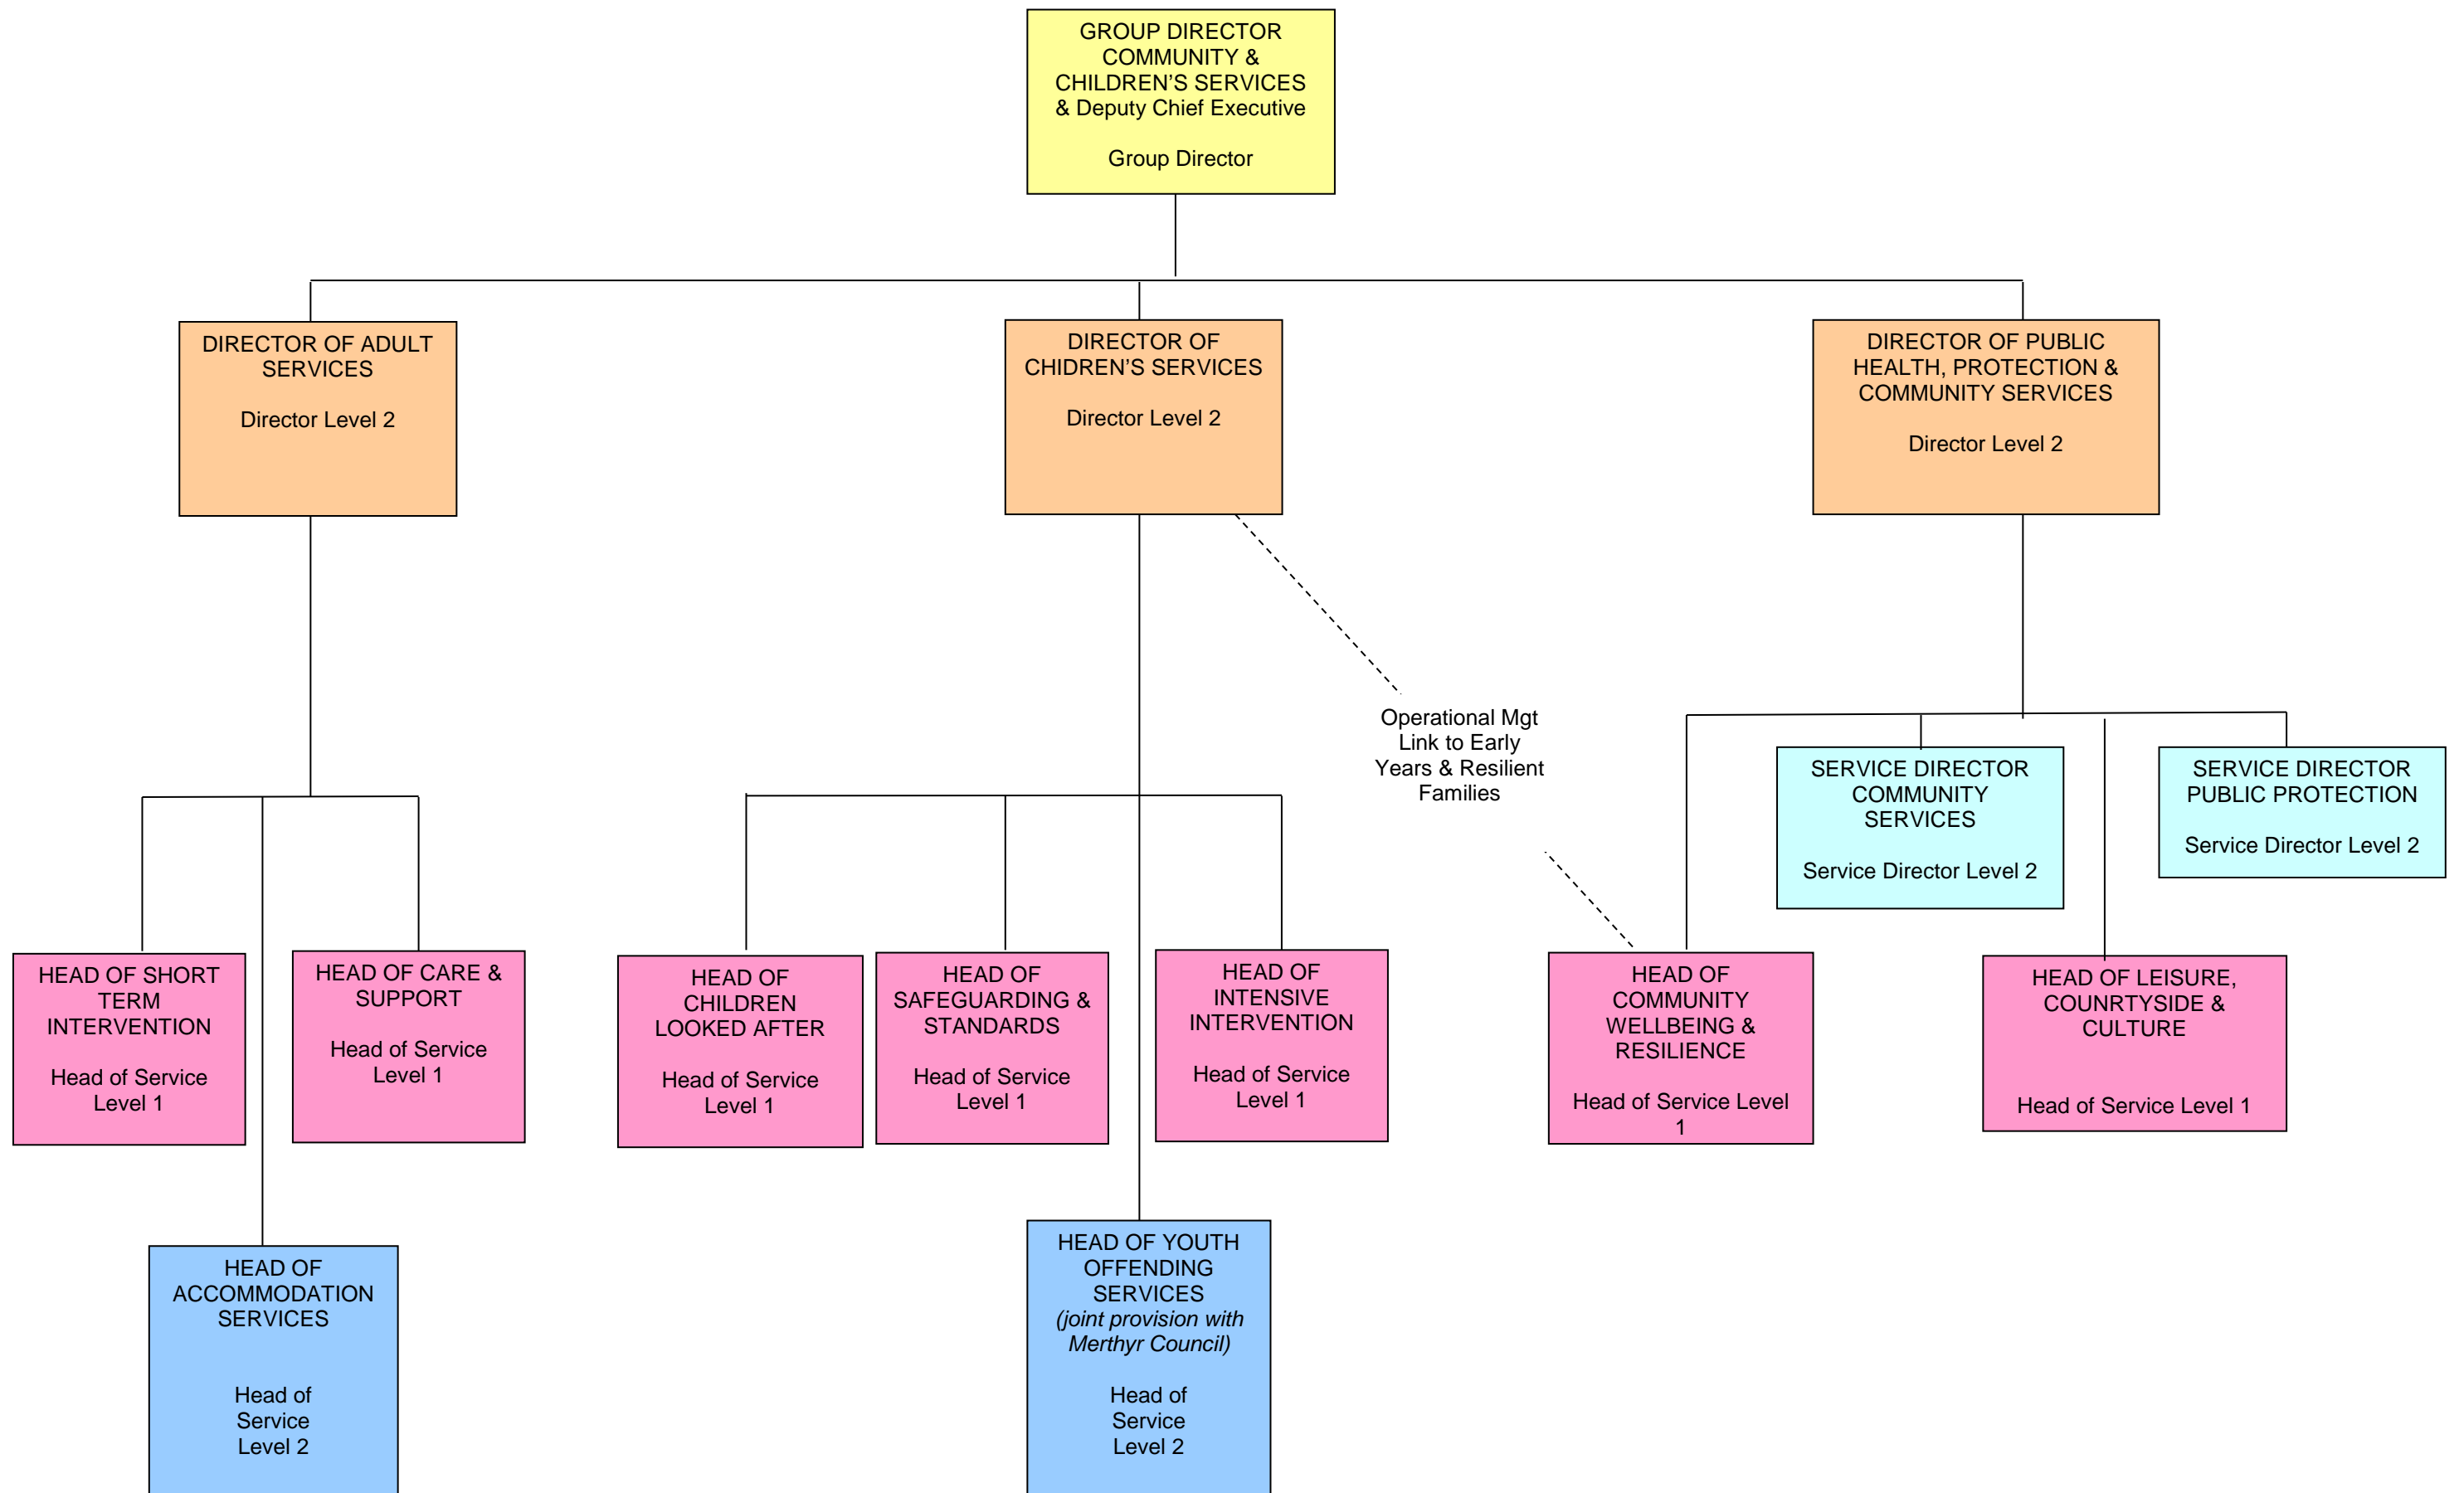 GROUP DIRECTOR
COMMUNITY &
CHILDREN’S SERVICES
& Deputy Chief Executive
Group Director
DIRECTOR OF ADULT
SERVICES
Director Level 2
DIRECTOR OF
CHIDREN’S SERVICES
Director Level 2
DIRECTOR OF PUBLIC
HEALTH, PROTECTION &
COMMUNITY SERVICES
Director Level 2
Operational Mgt
Link to Early
Years & Resilient
Families
SERVICE DIRECTOR
COMMUNITY
SERVICES
Service Director Level 2
SERVICE DIRECTOR
PUBLIC PROTECTION
Service Director Level 2
HEAD OF SHORT
TERM
INTERVENTION
Head of Service
Level 1
HEAD OF CARE &
SUPPORT
Head of Service
Level 1
HEAD OF
CHILDREN
LOOKED AFTER
Head of Service
Level 1
HEAD OF
SAFEGUARDING &
STANDARDS
Head of Service
Level 1
HEAD OF
INTENSIVE
INTERVENTION
Head of Service
Level 1
HEAD OF
COMMUNITY
WELLBEING &
RESILIENCE
Head of Service Level
1
HEAD OF LEISURE,
COUNRTYSIDE &
CULTURE
Head of Service Level 1
HEAD OF
ACCOMMODATION
SERVICES
Head of
Service
Level 2
HEAD OF YOUTH
OFFENDING
SERVICES
(joint provision with
Merthyr Council)
Head of
Service
Level 2